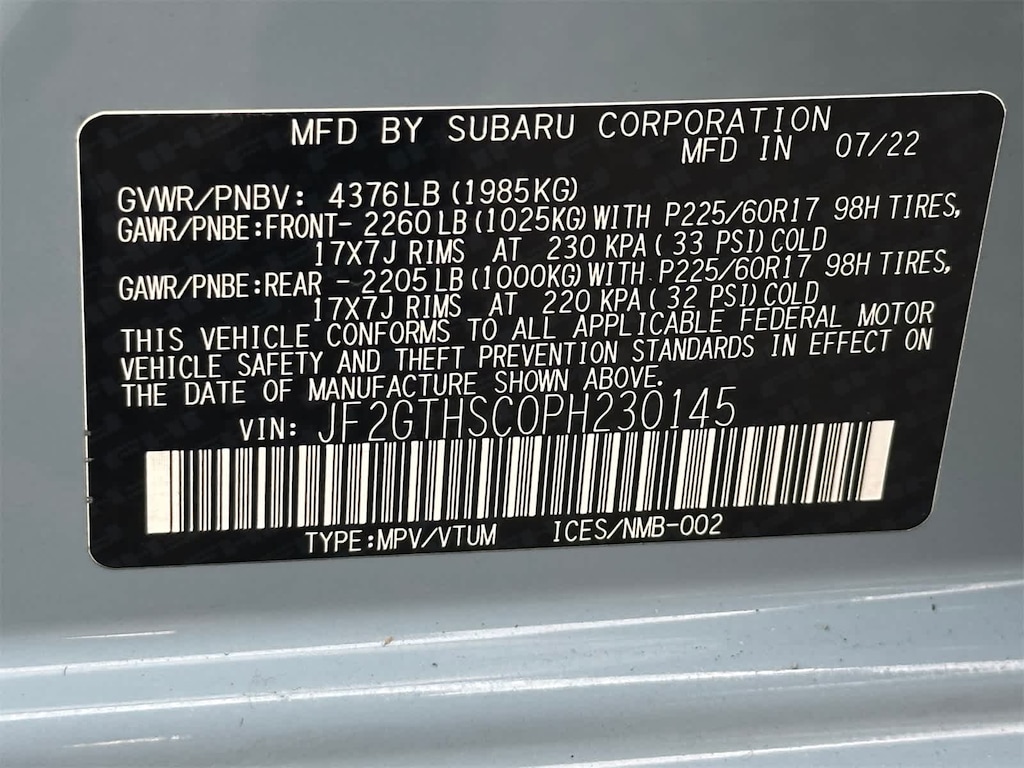 MFD BY SUBARU CORPORATION
MFD IN 07/22
GVWR/PNBV: 4376LB (1985KG)
GAWR/PNBE:FRONT- 2260LB (1025KG) WITH P225/60R17 98H TIRES,
17X7J RIMS AT 230 KPA ( 33 PSI) COLD
GAWR/PNBE:REAR - 2205LB (1000KG) WITH P225/60R17 98H TIRES,
17X7J RIMS AT 220 KPA ( 32 PSI) COLD
THIS VEHICLE CONFORMS TO ALL APPLICABLE FEDERAL MOTOR
VEHICLE SAFETY AND THEFT PREVENTION STANDARDS IN EFFECT ON
THE DATE OF MANUFACTURE SHOWN ABOVE.
VIN: JF2GTHSC0PH230145
TYPE:MPV/VTUM ICES/NMB-002